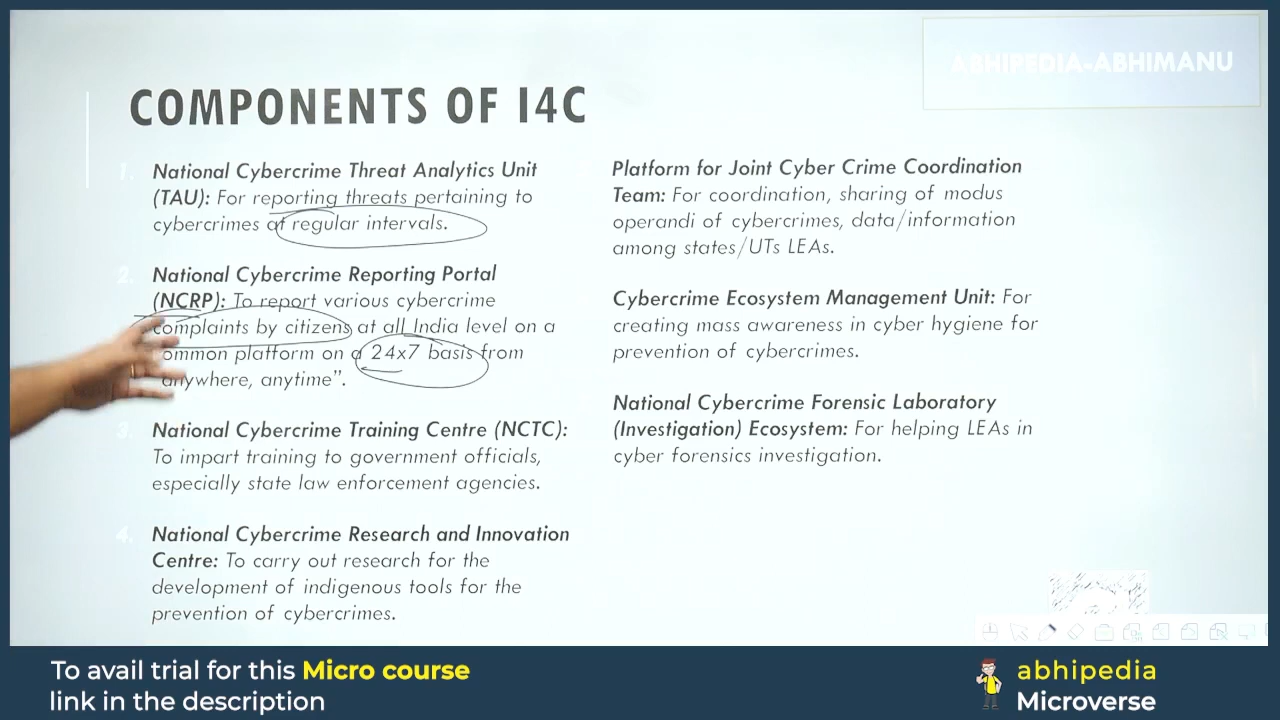 ABHIPEDIA-ABHIMANU
COMPONENTS OF I4C
1. National Cybercrime Threat Analytics Unit
(TAU): For reporting threats pertaining to
cybercrimes at regular intervals.
2. National Cybercrime Reporting Portal
(NCRP): To report various cybercrime
complaints by citizens at all India level on a
common platform on a 24x7 basis from
anywhere, anytime”.
3. National Cybercrime Training Centre (NCTC):
To impart training to government officials,
especially state law enforcement agencies.
4. National Cybercrime Research and Innovation
Centre: To carry out research for the
development of indigenous tools for the
prevention of cybercrimes.
Platform for Joint Cyber Crime Coordination
Team: For coordination, sharing of modus
operandi of cybercrimes, data/information
among states/UTs LEAs.
Cybercrime Ecosystem Management Unit: For
creating mass awareness in cyber hygiene for
prevention of cybercrimes.
National Cybercrime Forensic Laboratory
(Investigation) Ecosystem: For helping LEAs in
cyber forensics investigation.
To avail trial for this Micro course
link in the description
abhipedia
Microverse